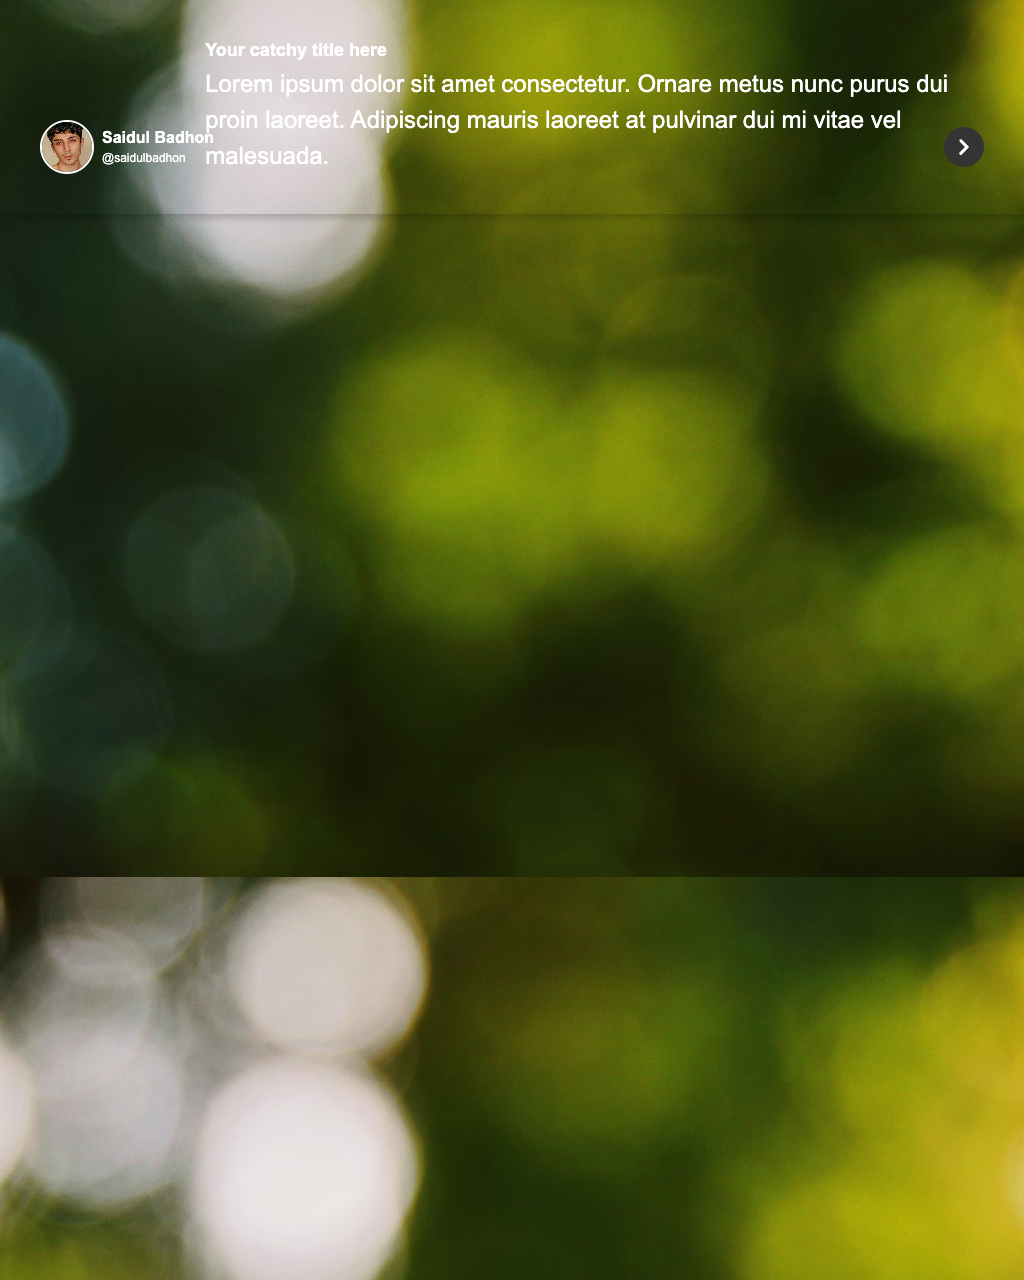 Your catchy title here
Lorem ipsum dolor sit amet consectetur. Ornare metus nunc purus dui
proin laoreet. Adipiscing mauris laoreet at pulvinar dui mi vitae vel
malesuada.
Saidul Badhon
@saidulbadhon